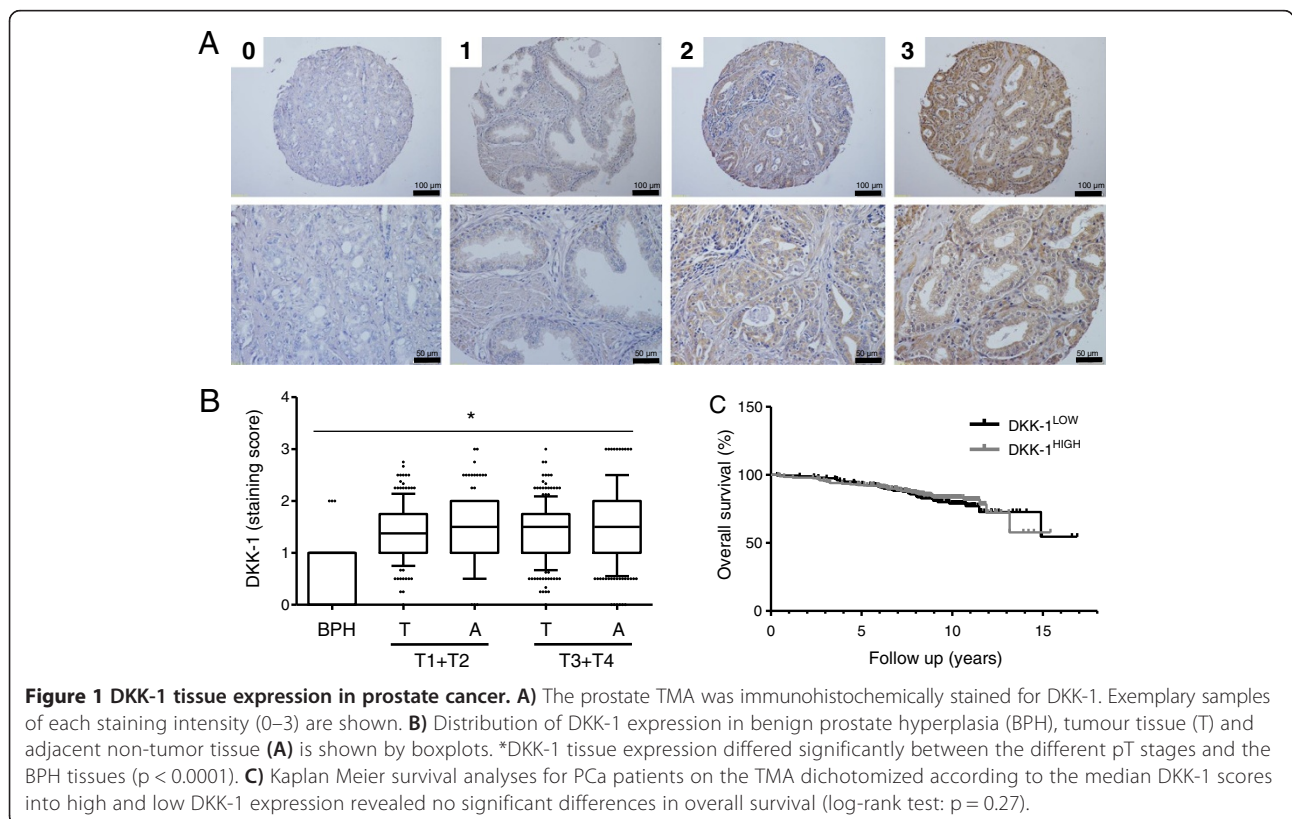 A
0 1 2 3
100 µm 100 µm 100 µm 100 µm
50 µm 50 µm 50 µm 50 µm
B
DKK-1 (staining score)
4
3
2
1
0
*
BPH T A T A
T1+T2 T3+T4
C
Overall survival (%)
150
100
50
0
DKK-1LOW
DKK-1HIGH
0 5 10 15
Follow up (years)
Figure 1 DKK-1 tissue expression in prostate cancer. A) The prostate TMA was immunohistochemically stained for DKK-1. Exemplary samples
of each staining intensity (0–3) are shown. B) Distribution of DKK-1 expression in benign prostate hyperplasia (BPH), tumour tissue (T) and
adjacent non-tumor tissue (A) is shown by boxplots. *DKK-1 tissue expression differed significantly between the different pT stages and the
BPH tissues (p < 0.0001). C) Kaplan Meier survival analyses for PCa patients on the TMA dichotomized according to the median DKK-1 scores
into high and low DKK-1 expression revealed no significant differences in overall survival (log-rank test: p = 0.27).